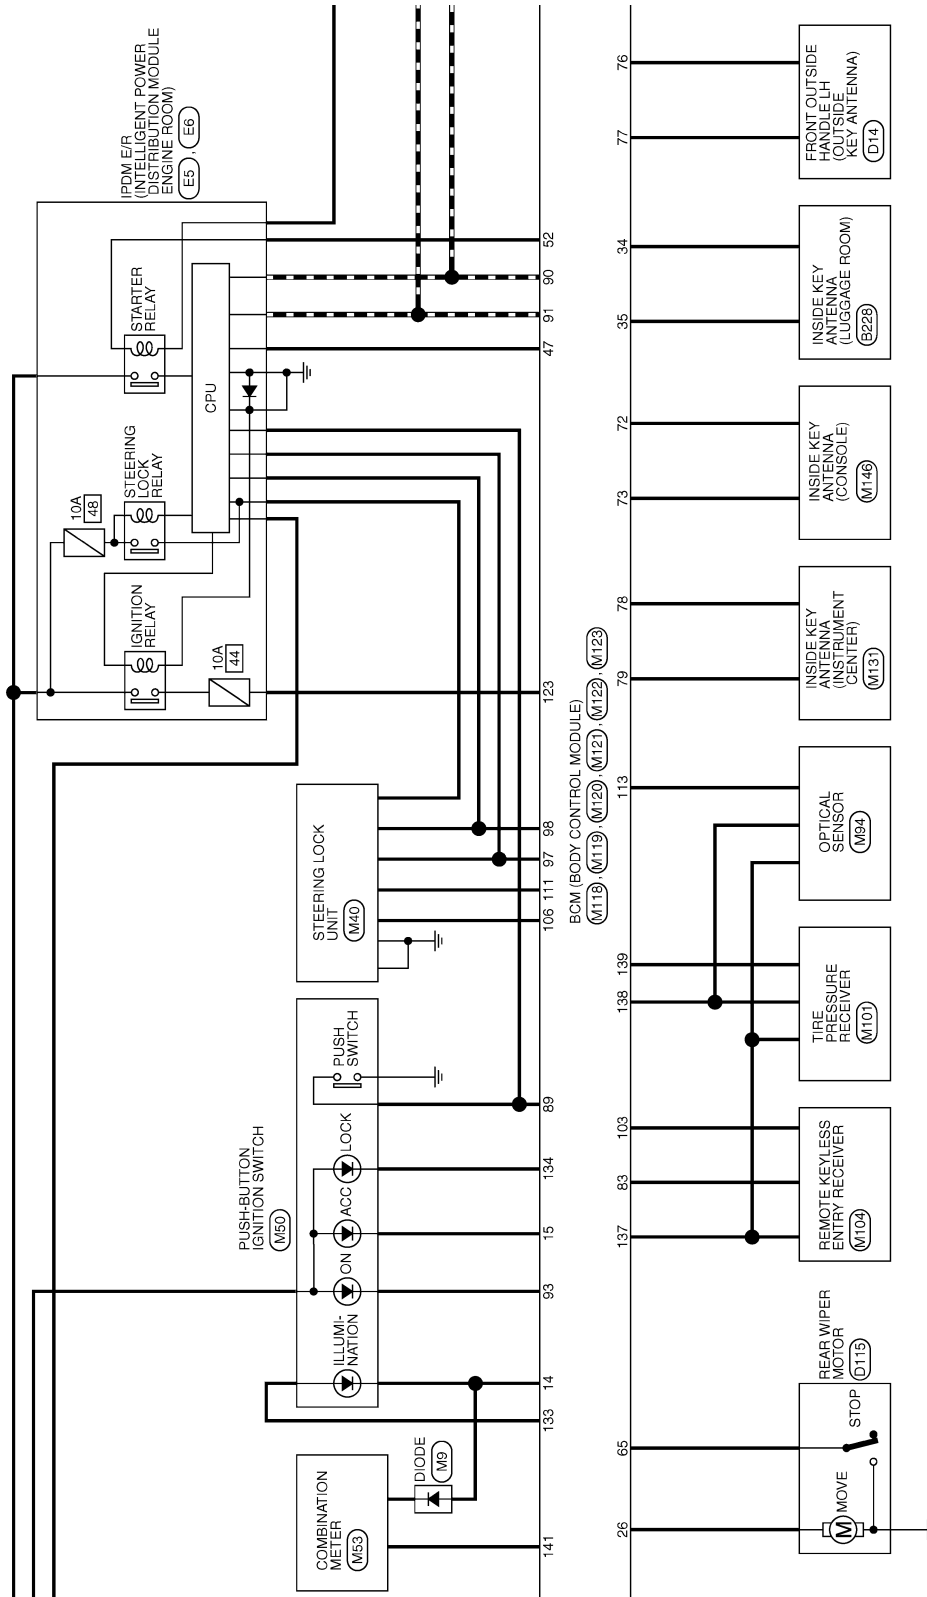 IPDM E/R
(INTELLIGENT POWER
DISTRIBUTION MODULE
ENGINE ROOM)
E5 , E6
STARTER
RELAY
CPU
STEERING
LOCK
RELAY
10A
48
IGNITION
RELAY
10A
44
52
90
91
47
123
98
97
111
106
89
134
15
93
14
133
141
STEERING LOCK
UNIT
M40
PUSH-BUTTON
IGNITION SWITCH
M50
PUSH
SWITCH
LOCK
ACC
ON
ILLUMI-
NATION
COMBINATION
METER
M53
DIODE
M9
BCM (BODY CONTROL MODULE)
M118 , M119 , M120 , M121 , M122 , M123
76
77
34
35
72
73
78
79
113
139
138
103
83
137
65
26
FRONT OUTSIDE
HANDLE LH
(OUTSIDE
KEY ANTENNA)
D14
INSIDE KEY
ANTENNA
(LUGGAGE ROOM)
B228
INSIDE KEY
ANTENNA
(CONSOLE)
M146
INSIDE KEY
ANTENNA
(INSTRUMENT
CENTER)
M131
OPTICAL
SENSOR
M94
TIRE
PRESSURE
RECEIVER
M101
REMOTE KEYLESS
ENTRY RECEIVER
M104
REAR WIPER
MOTOR
D115
STOP
MOVE
M